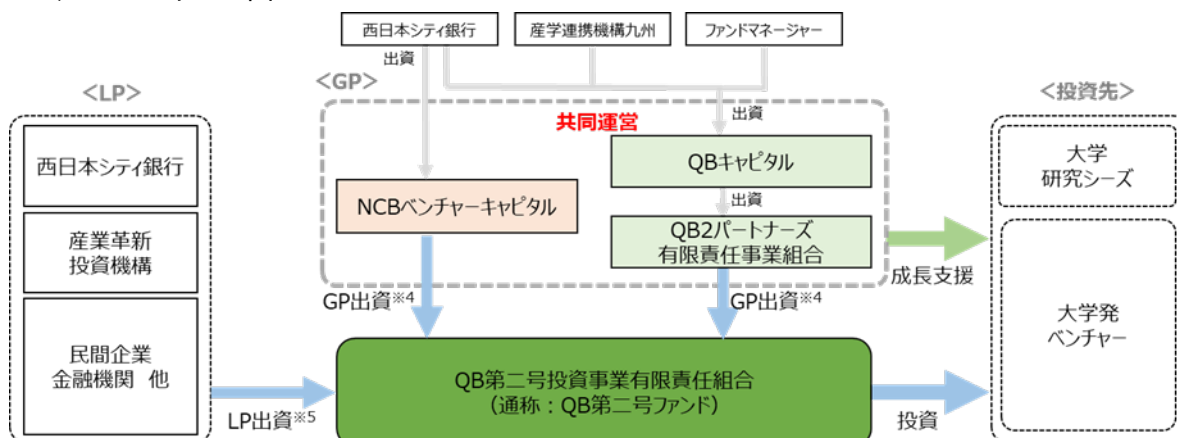 西日本シティ銀行
産学連携機構九州
ファンドマネージャー
出資
<GP>
<LP>
<投資先>
共同運営
出資
西日本シティ銀行
産業革新
投資機構
民間企業
金融機関 他
NCBベンチャーキャピタル
QBキャピタル
出資
QB2パートナーズ
有限責任事業組合
大学
研究シーズ
成長支援
大学発
ベンチャー
GP出資※4
GP出資※4
QB第二号投資事業有限責任組合
(通称:QB第二号ファンド)
LP出資※5
投資